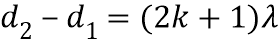 d₂ – d₁ = (2k + 1)λ